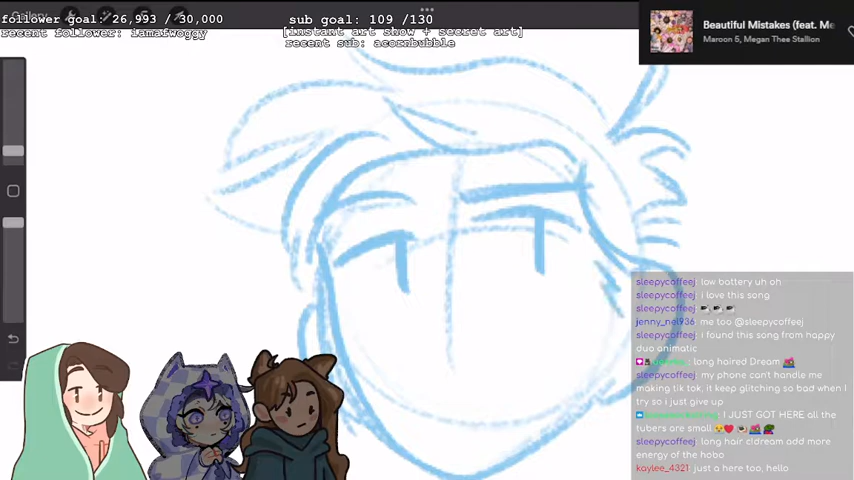 follower goal: 26,993 / 30,000
sub goal: 109 /130
recent follower: iamafwoggy
[instant art show + secret art]
recent sub: acornbubble
Beautiful Mistakes (feat. Me
Maroon 5, Megan Thee Stallion
sleepycoffeej low battery uh oh
sleepycoffeej i love this song
sleepycoffeej
jenny_nel936 me too @sleepycoffeej
sleepycoffeej i found this song from happy
duo animatic
: long haired Dream
sleepycoffeej my phone can't handle me
making tik tok, it keep glitching so bad when I
try so i just give up
: I JUST GOT HERE all the
tubers are small
sleepycoffeej long hair c!dream add more
energy of the hobo
kaylee_4321 just a here too, hello